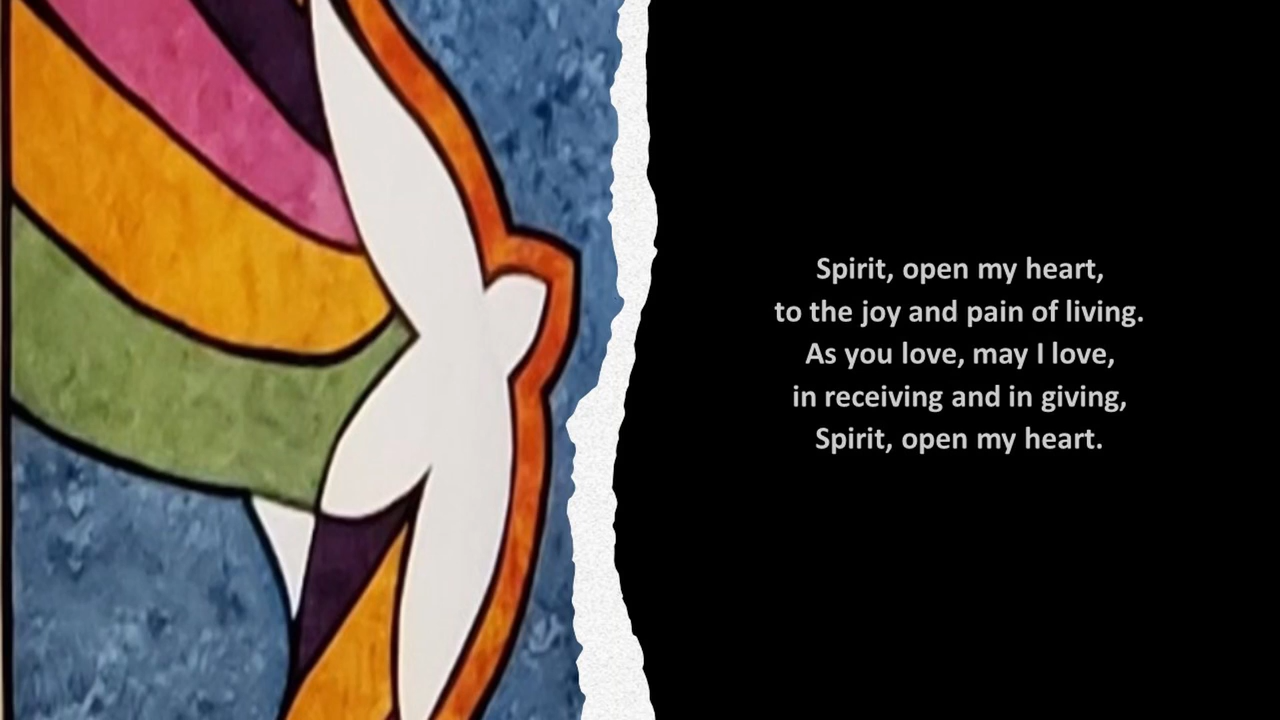 Spirit, open my heart,
to the joy and pain of living.
As you love, may I love,
in receiving and in giving,
Spirit, open my heart.